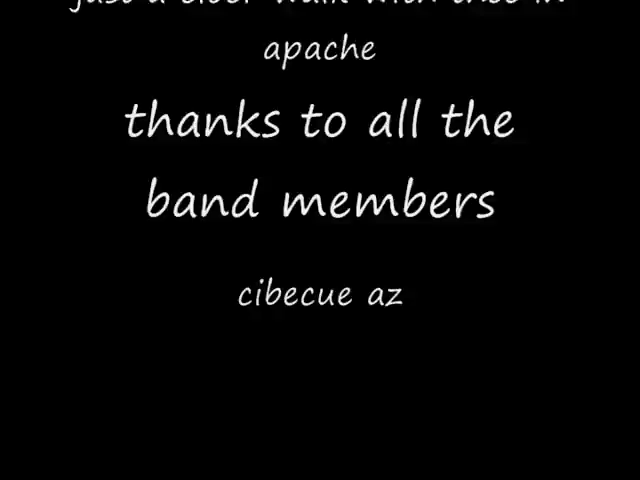 just a closer walk with thee in
apache
thanks to all the
band members
cibecue az